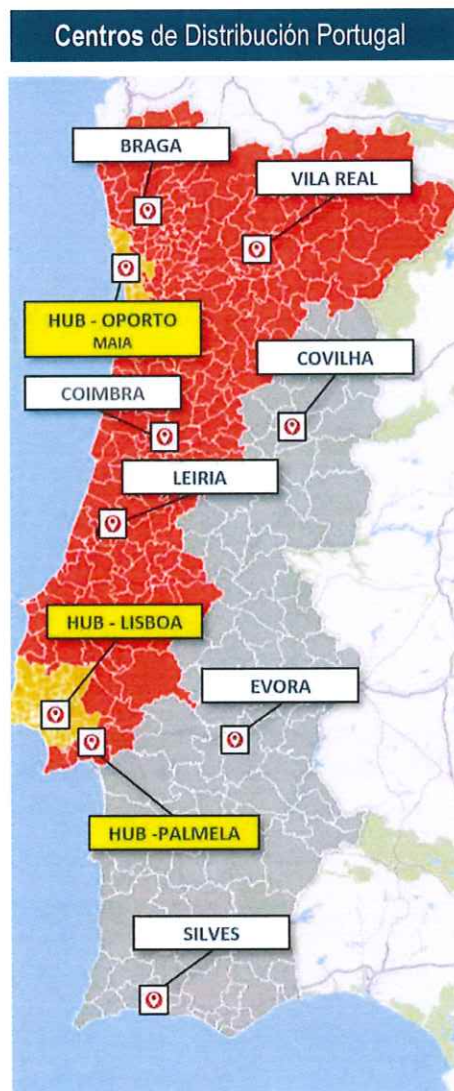 Centros de Distribución Portugal
BRAGA
VILA REAL
HUB - OPORTO
MAIA
COVILHA
COIMBRA
LEIRIA
HUB - LISBOA
EVORA
HUB -PALMELA
SILVES